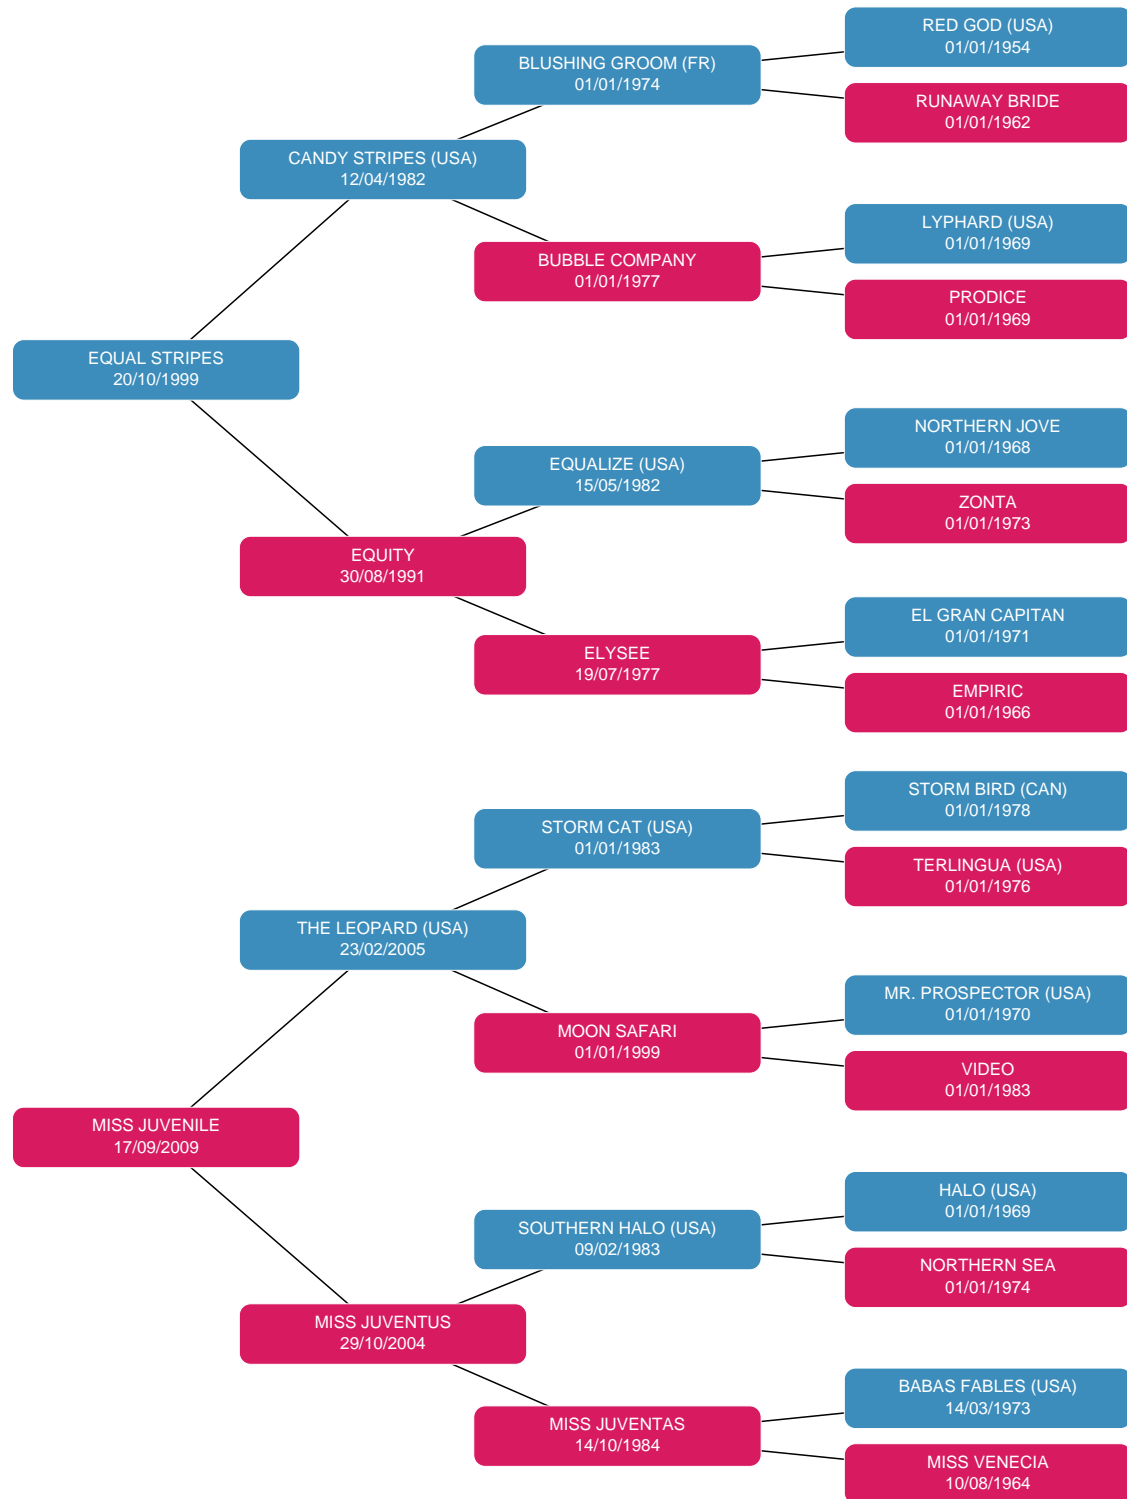 RED GOD (USA)
01/01/1954
BLUSHING GROOM (FR)
01/01/1974
RUNAWAY BRIDE
01/01/1962
CANDY STRIPES (USA)
12/04/1982
LYPHARD (USA)
01/01/1969
BUBBLE COMPANY
01/01/1977
PRODICE
01/01/1969
EQUAL STRIPES
20/10/1999
NORTHERN JOVE
01/01/1968
EQUALIZE (USA)
15/05/1982
ZONTA
01/01/1973
EQUITY
30/08/1991
EL GRAN CAPITAN
01/01/1971
ELYSEE
19/07/1977
EMPIRIC
01/01/1966
STORM BIRD (CAN)
01/01/1978
STORM CAT (USA)
01/01/1983
TERLINGUA (USA)
01/01/1976
THE LEOPARD (USA)
23/02/2005
MR. PROSPECTOR (USA)
01/01/1970
MOON SAFARI
01/01/1999
VIDEO
01/01/1983
MISS JUVENILE
17/09/2009
HALO (USA)
01/01/1969
SOUTHERN HALO (USA)
09/02/1983
NORTHERN SEA
01/01/1974
MISS JUVENTUS
29/10/2004
BABAS FABLES (USA)
14/03/1973
MISS JUVENTAS
14/10/1984
MISS VENECIA
10/08/1964